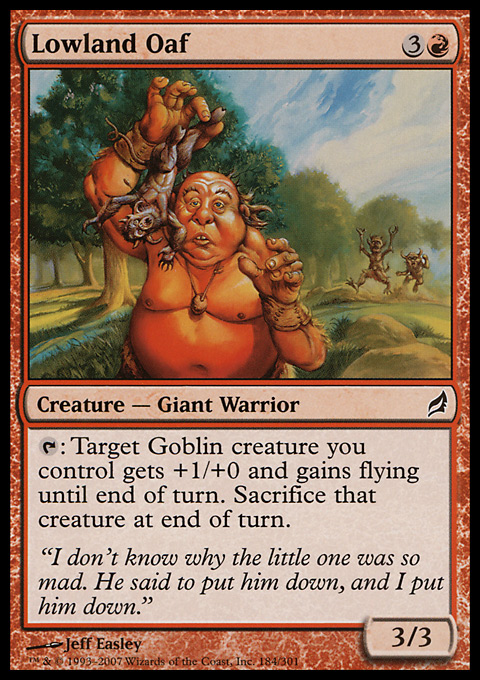 Lowland Oaf 3
Creature — Giant Warrior
: Target Goblin creature you
control gets +1/+0 and gains flying
until end of turn. Sacrifice that
creature at end of turn.
“I don’t know why the little one was so
mad. He said to put him down, and I put
him down.”
Jeff Easley
™ & © 1993–2007 Wizards of the Coast, Inc. 184/301
3/3